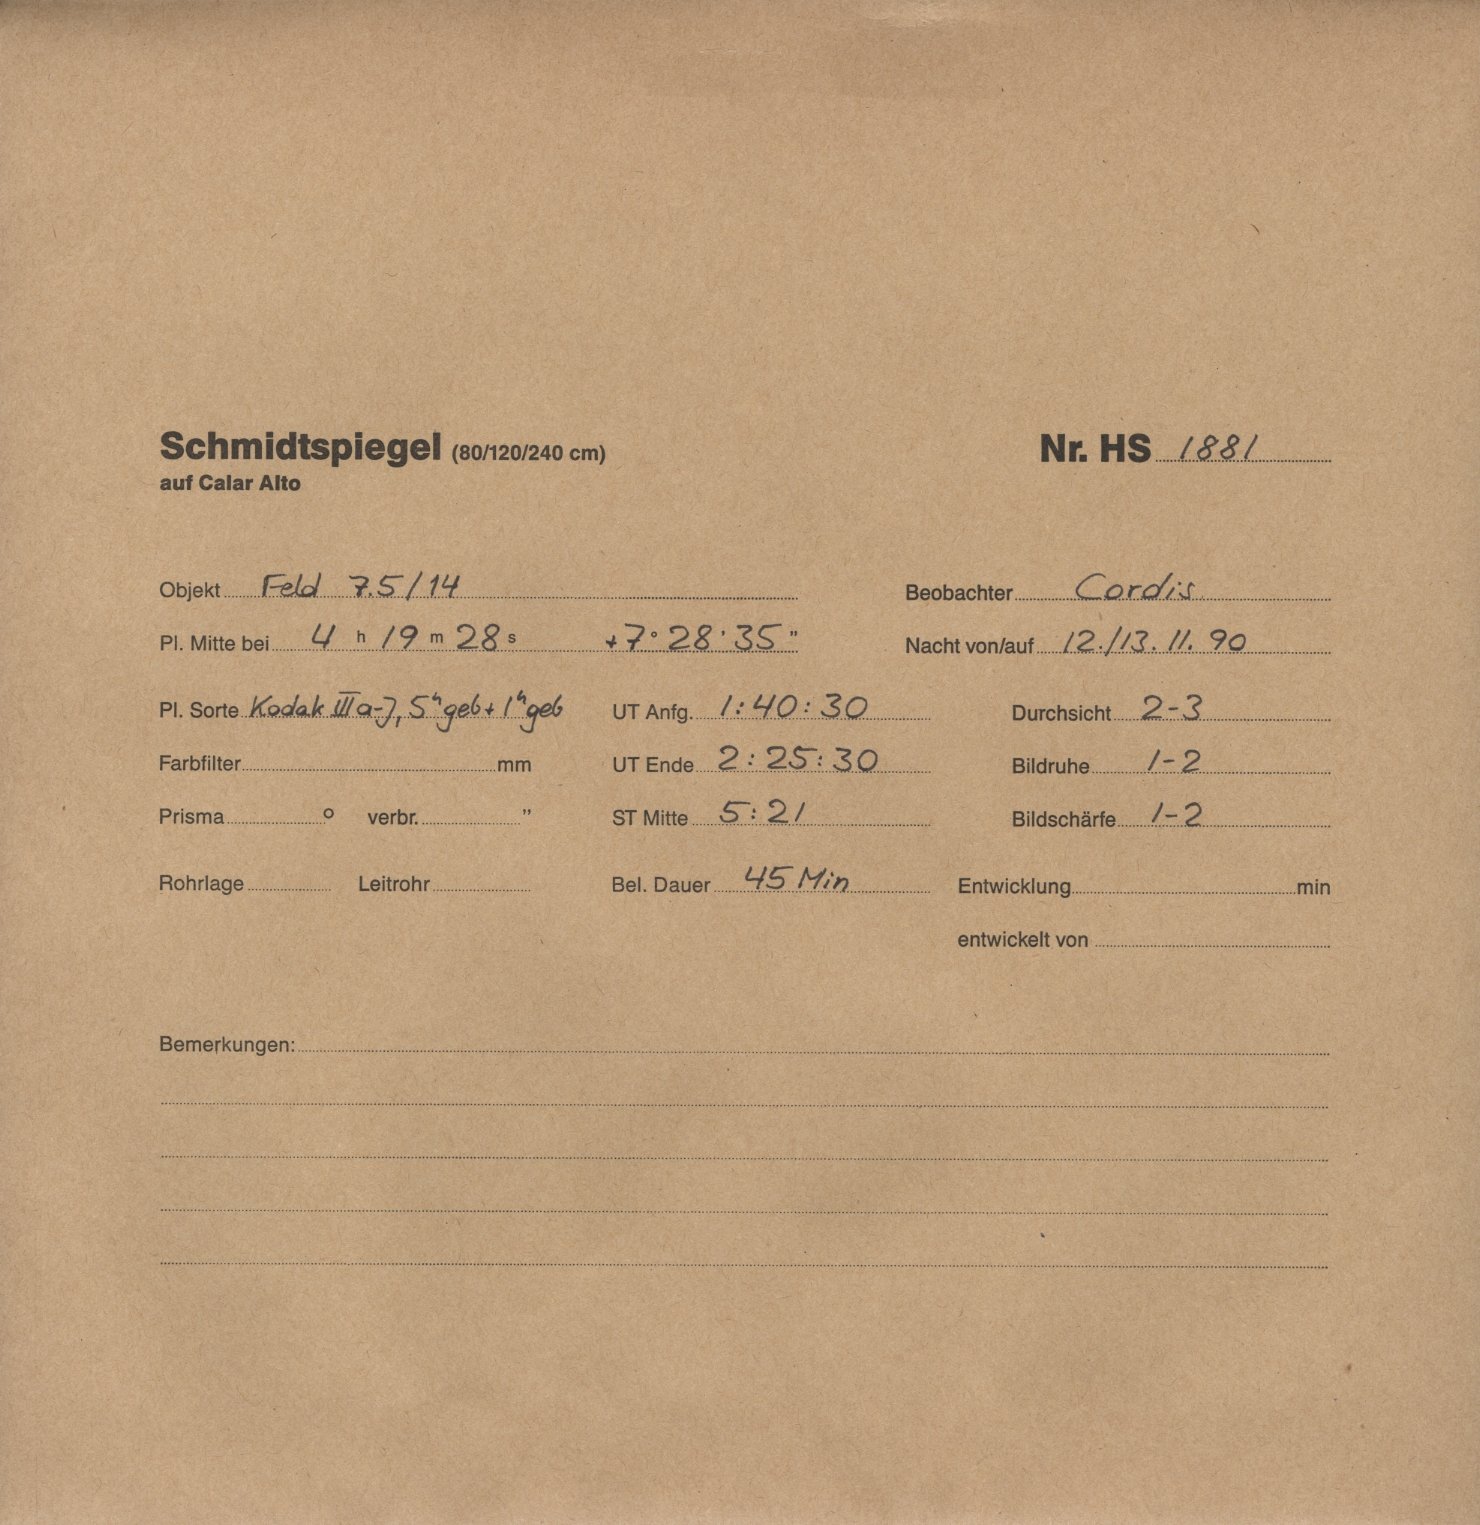 Schmidtspiegel (80/120/240 cm) Nr. HS 1881
auf Calar Alto
Objekt Feld 7.5/14 Beobachter Cordis
Pl. Mitte bei 4 h 19 m 28 s +7° 28' 35" Nacht von/auf 12./13. 11. 90
Pl. Sorte Kodak IIIa-J, 5h geb + 1h geb UT Anfg. 1:40:30 Durchsicht 2-3
Farbfilter mm UT Ende 2:25:30 Bildruhe 1-2
Prisma ° verbr. " ST Mitte 5:21 Bildschärfe 1-2
Rohrlage Leitrohr Bel. Dauer 45 Min Entwicklung min
entwickelt von
Bemerkungen: